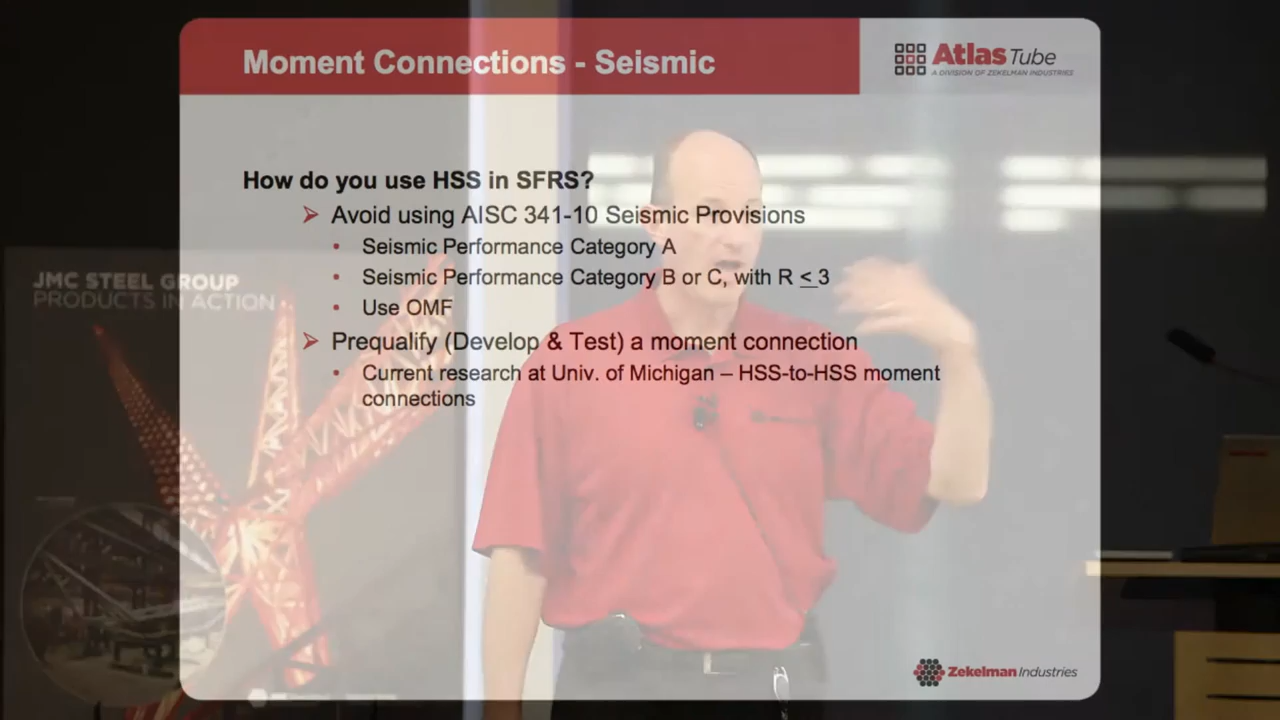 Moment Connections - Seismic
Atlas Tube
A DIVISION OF ZEKELMAN INDUSTRIES
How do you use HSS in SFRS?
➢ Avoid using AISC 341-10 Seismic Provisions
• Seismic Performance Category A
• Seismic Performance Category B or C, with R < 3
• Use OMF
➢ Prequalify (Develop & Test) a moment connection
• Current research at Univ. of Michigan – HSS-to-HSS moment
connections
JMC STEEL GROUP
PRODUCTS IN ACTION
Zekelman Industries